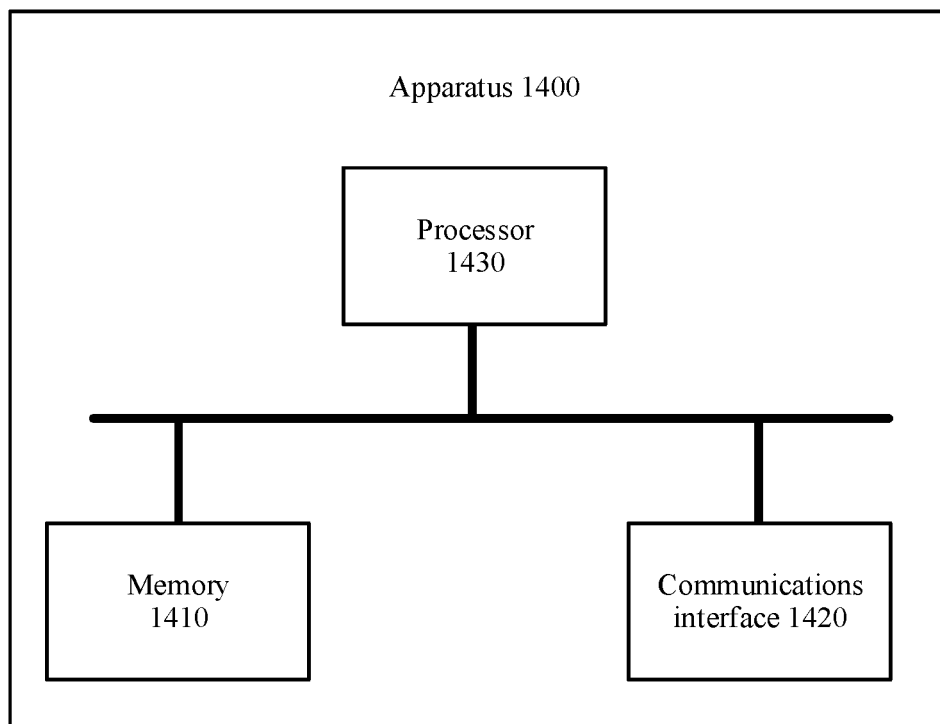 Apparatus 1400
Processor
1430
Memory
1410
Communications
interface 1420